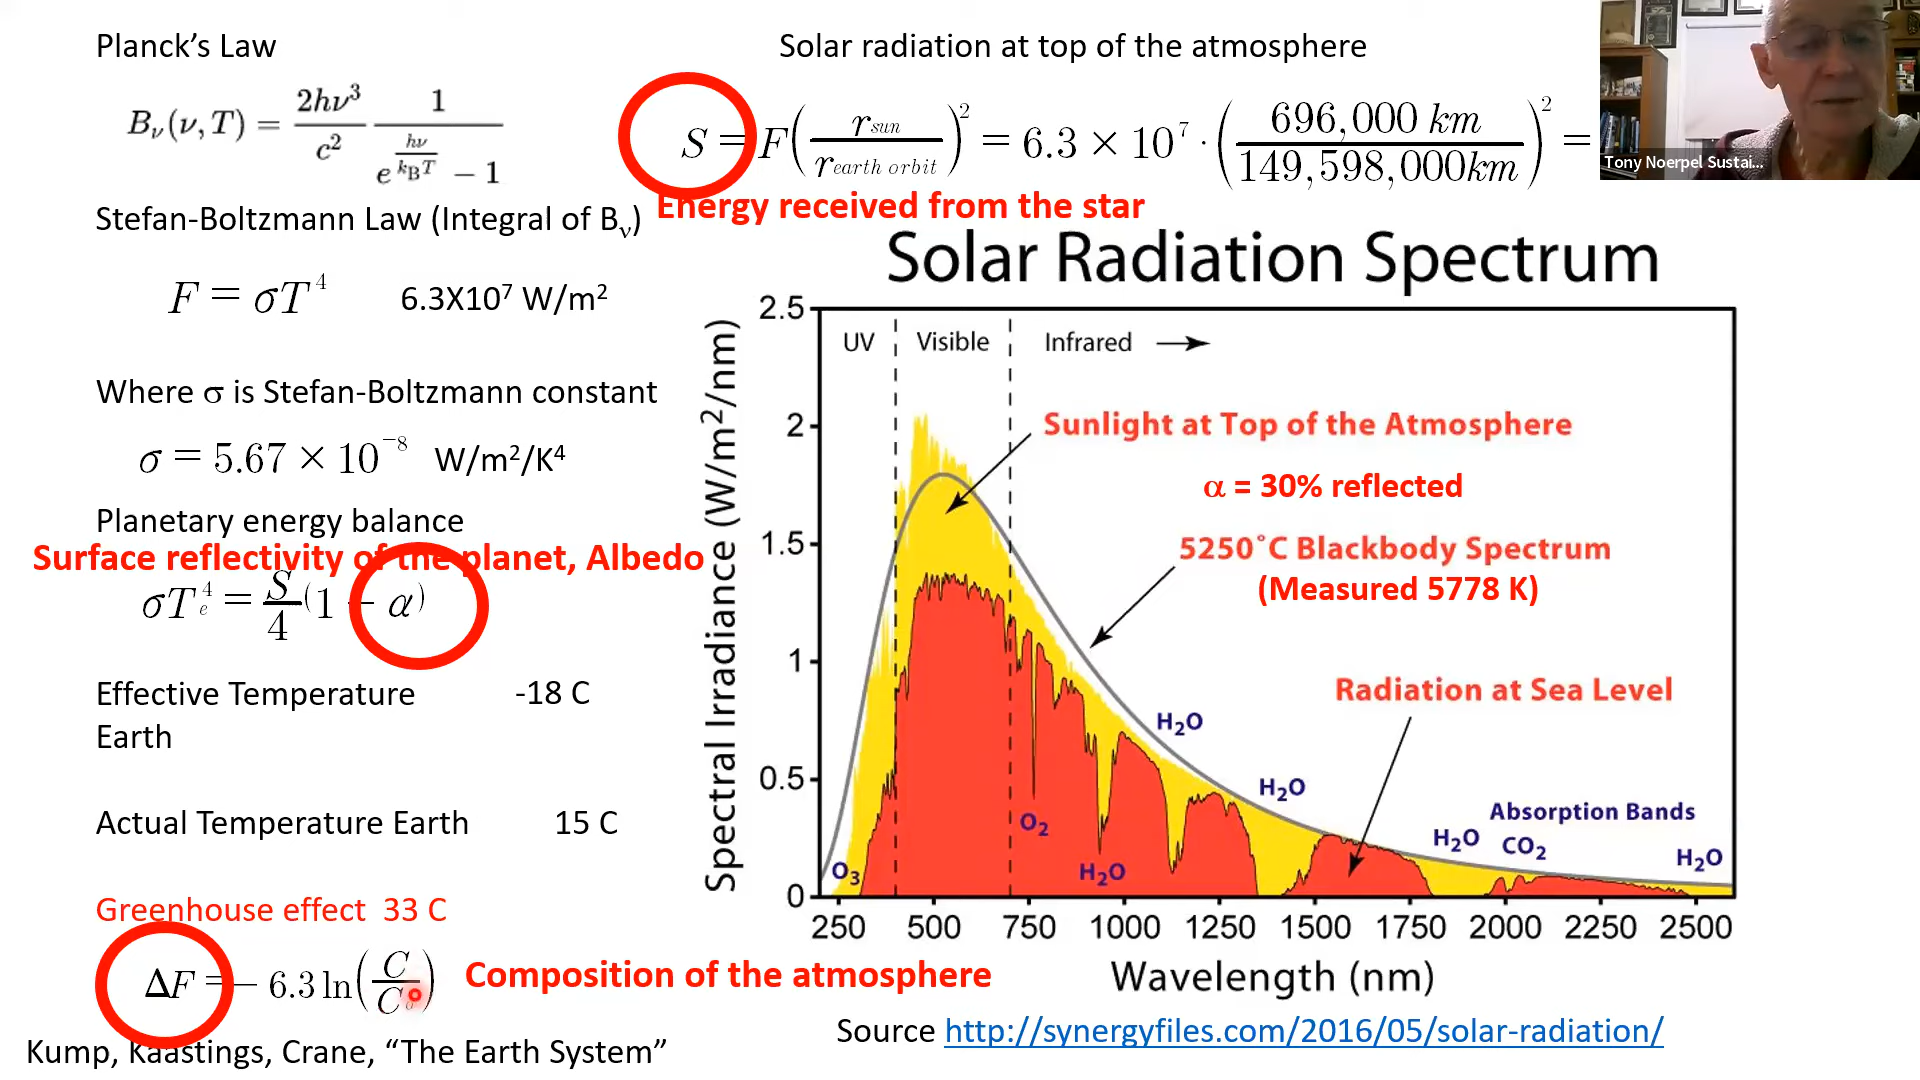 Planck’s Law
Bν(ν, T) = 2hν³/c² 1/(e^(hν/k_BT) − 1)
Stefan-Boltzmann Law (Integral of Bν)
F = σT⁴ 6.3X10⁷ W/m²
Where σ is Stefan-Boltzmann constant
σ = 5.67 × 10⁻⁸ W/m²/K⁴
Planetary energy balance
Surface reflectivity of the planet, Albedo
σTₑ⁴ = S/4 (1 − α)
Effective Temperature -18 C
Earth
Actual Temperature Earth 15 C
Greenhouse effect 33 C
ΔF = − 6.3 ln(C/C₀)
Composition of the atmosphere
Kump, Kaastings, Crane, “The Earth System”
Solar radiation at top of the atmosphere
S = F(r sun / r earth orbit)² = 6.3 × 10⁷ · (696,000 km / 149,598,000km)² =
Energy received from the star
Tony Noerpel Sustai...
Solar Radiation Spectrum
UV Visible Infrared
Sunlight at Top of the Atmosphere
α = 30% reflected
5250°C Blackbody Spectrum
(Measured 5778 K)
Radiation at Sea Level
H₂O
H₂O
Absorption Bands
H₂O CO₂ H₂O
O₂
O₃ H₂O
Spectral Irradiance (W/m²/nm)
2.5
2
1.5
1
0.5
0
250 500 750 1000 1250 1500 1750 2000 2250 2500
Wavelength (nm)
Source http://synergyfiles.com/2016/05/solar-radiation/